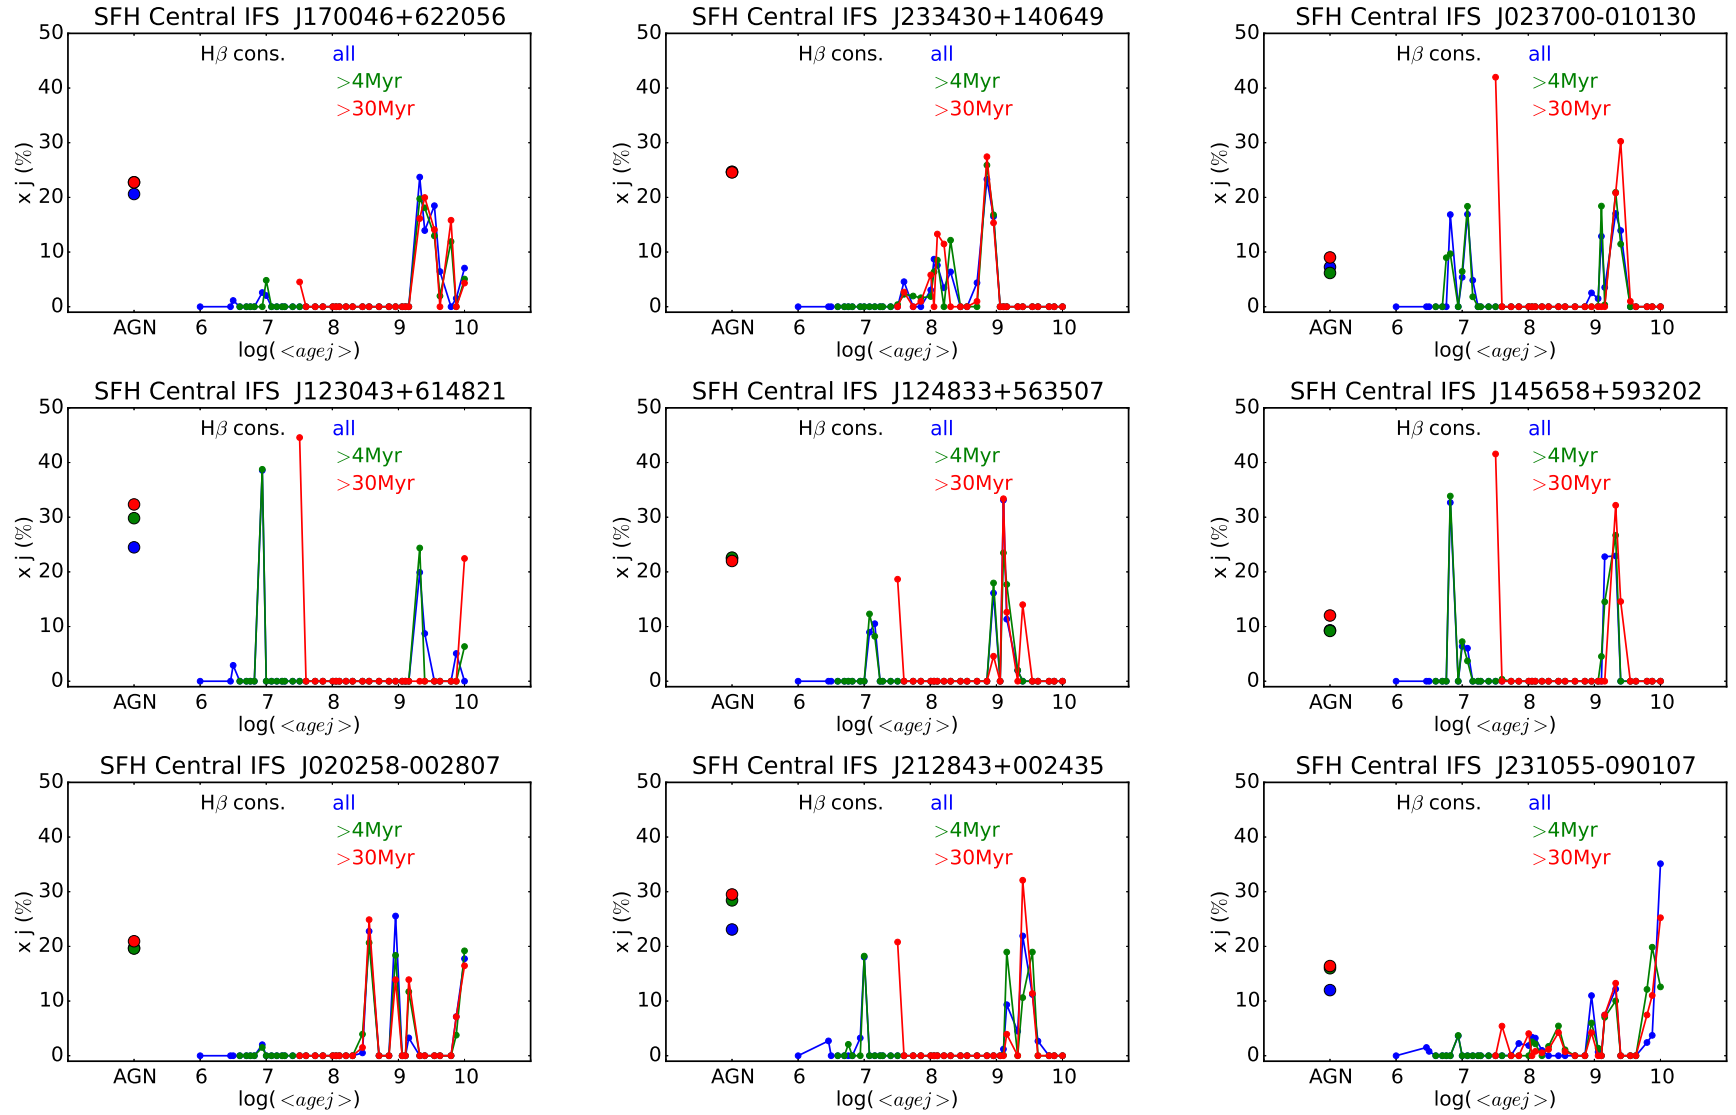 SFH Central IFS J170046+622056
50
40
30
20
10
0
x j (%)
Hβ cons. all
>4Myr
>30Myr
AGN 6 7 8 9 10
log( <agej>)
SFH Central IFS J233430+140649
50
40
30
20
10
0
x j (%)
Hβ cons. all
>4Myr
>30Myr
AGN 6 7 8 9 10
log( <agej>)
SFH Central IFS J023700-010130
50
40
30
20
10
0
x j (%)
Hβ cons. all
>4Myr
>30Myr
AGN 6 7 8 9 10
log( <agej>)
SFH Central IFS J123043+614821
50
40
30
20
10
0
x j (%)
Hβ cons. all
>4Myr
>30Myr
AGN 6 7 8 9 10
log( <agej>)
SFH Central IFS J124833+563507
50
40
30
20
10
0
x j (%)
Hβ cons. all
>4Myr
>30Myr
AGN 6 7 8 9 10
log( <agej>)
SFH Central IFS J145658+593202
50
40
30
20
10
0
x j (%)
Hβ cons. all
>4Myr
>30Myr
AGN 6 7 8 9 10
log( <agej>)
SFH Central IFS J020258-002807
50
40
30
20
10
0
x j (%)
Hβ cons. all
>4Myr
>30Myr
AGN 6 7 8 9 10
log( <agej>)
SFH Central IFS J212843+002435
50
40
30
20
10
0
x j (%)
Hβ cons. all
>4Myr
>30Myr
AGN 6 7 8 9 10
log( <agej>)
SFH Central IFS J231055-090107
50
40
30
20
10
0
x j (%)
Hβ cons. all
>4Myr
>30Myr
AGN 6 7 8 9 10
log( <agej>)